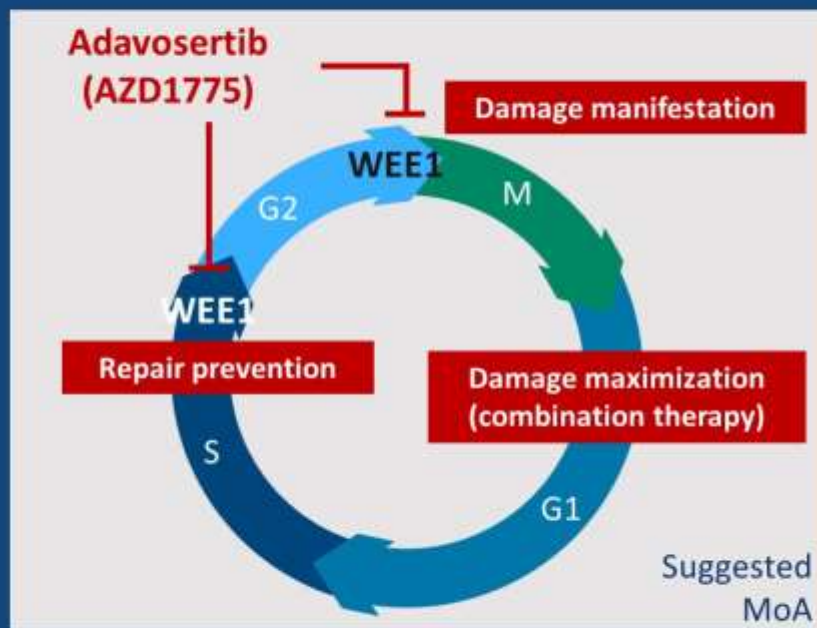 Adavosertib
(AZD1775)
Damage manifestation
WEE1
M
G2
WEE1
Repair prevention
Damage maximization
(combination therapy)
S
G1
Suggested
MoA